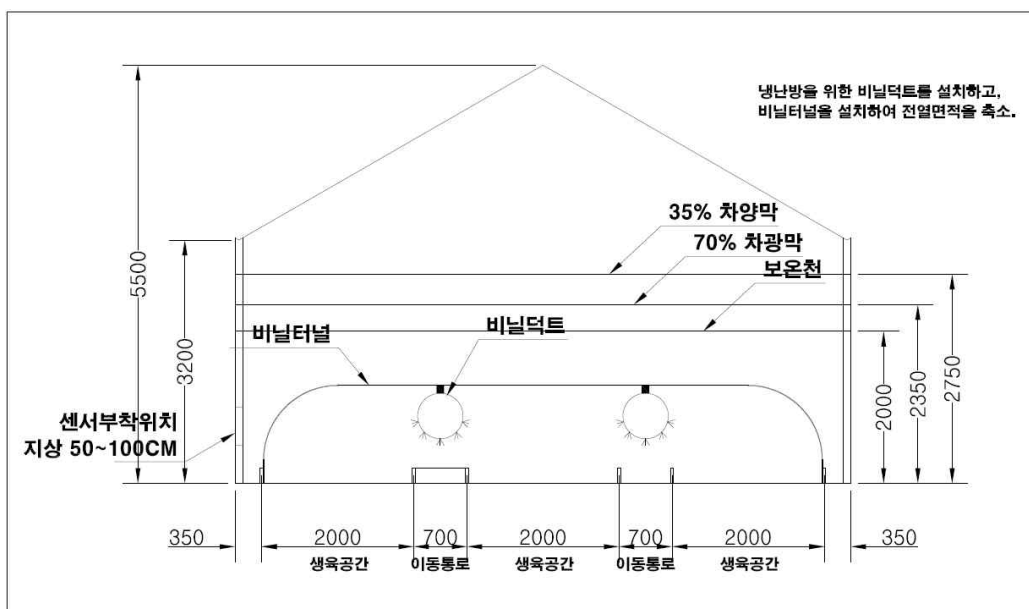 냉난방을 위한 비닐덕트를 설치하고,
비닐터널을 설치하여 전열면적을 축소.
35% 차양막
70% 차광막
보온천
비닐터널
비닐덕트
5500
3200
2000
2350
2750
센서부착위치
지상 50~100CM
350 2000 700 2000 700 2000 350
생육공간 이동통로 생육공간 이동통로 생육공간